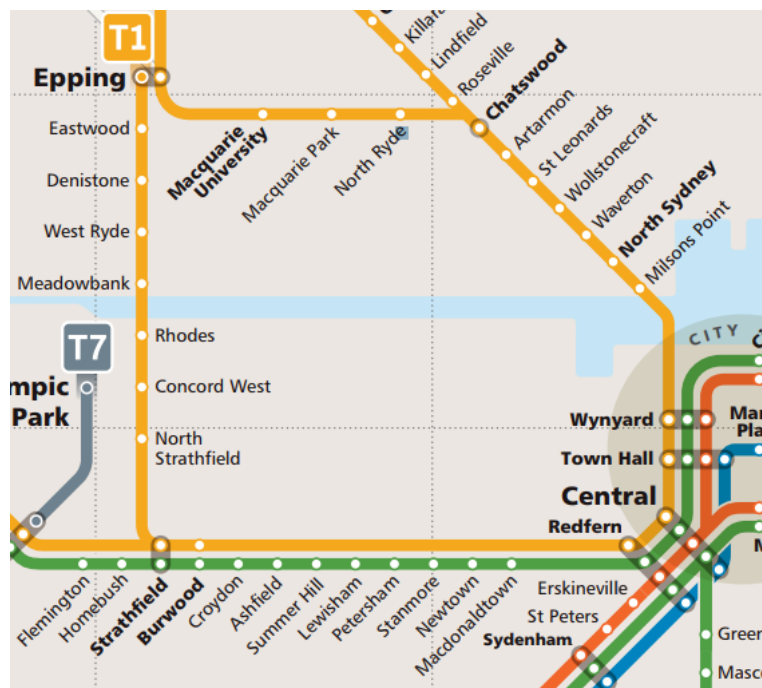 T1
Lindfield
Roseville
Epping
Chatswood
Eastwood
Artarmon
Macquarie
University
Macquarie Park
North Ryde
St Leonards
Denistone
Wollstonecraft
West Ryde
Waverton
North Sydney
Meadowbank
Milsons Point
T7
Rhodes
CITY
Park
Concord West
Wynyard
North
Strathfield
Town Hall
Central
Redfern
Flemington
Homebush
Strathfield
Burwood
Croydon
Ashfield
Summer Hill
Lewisham
Petersham
Stanmore
Newtown
Macdonaldtown
Erskineville
St Peters
Sydenham